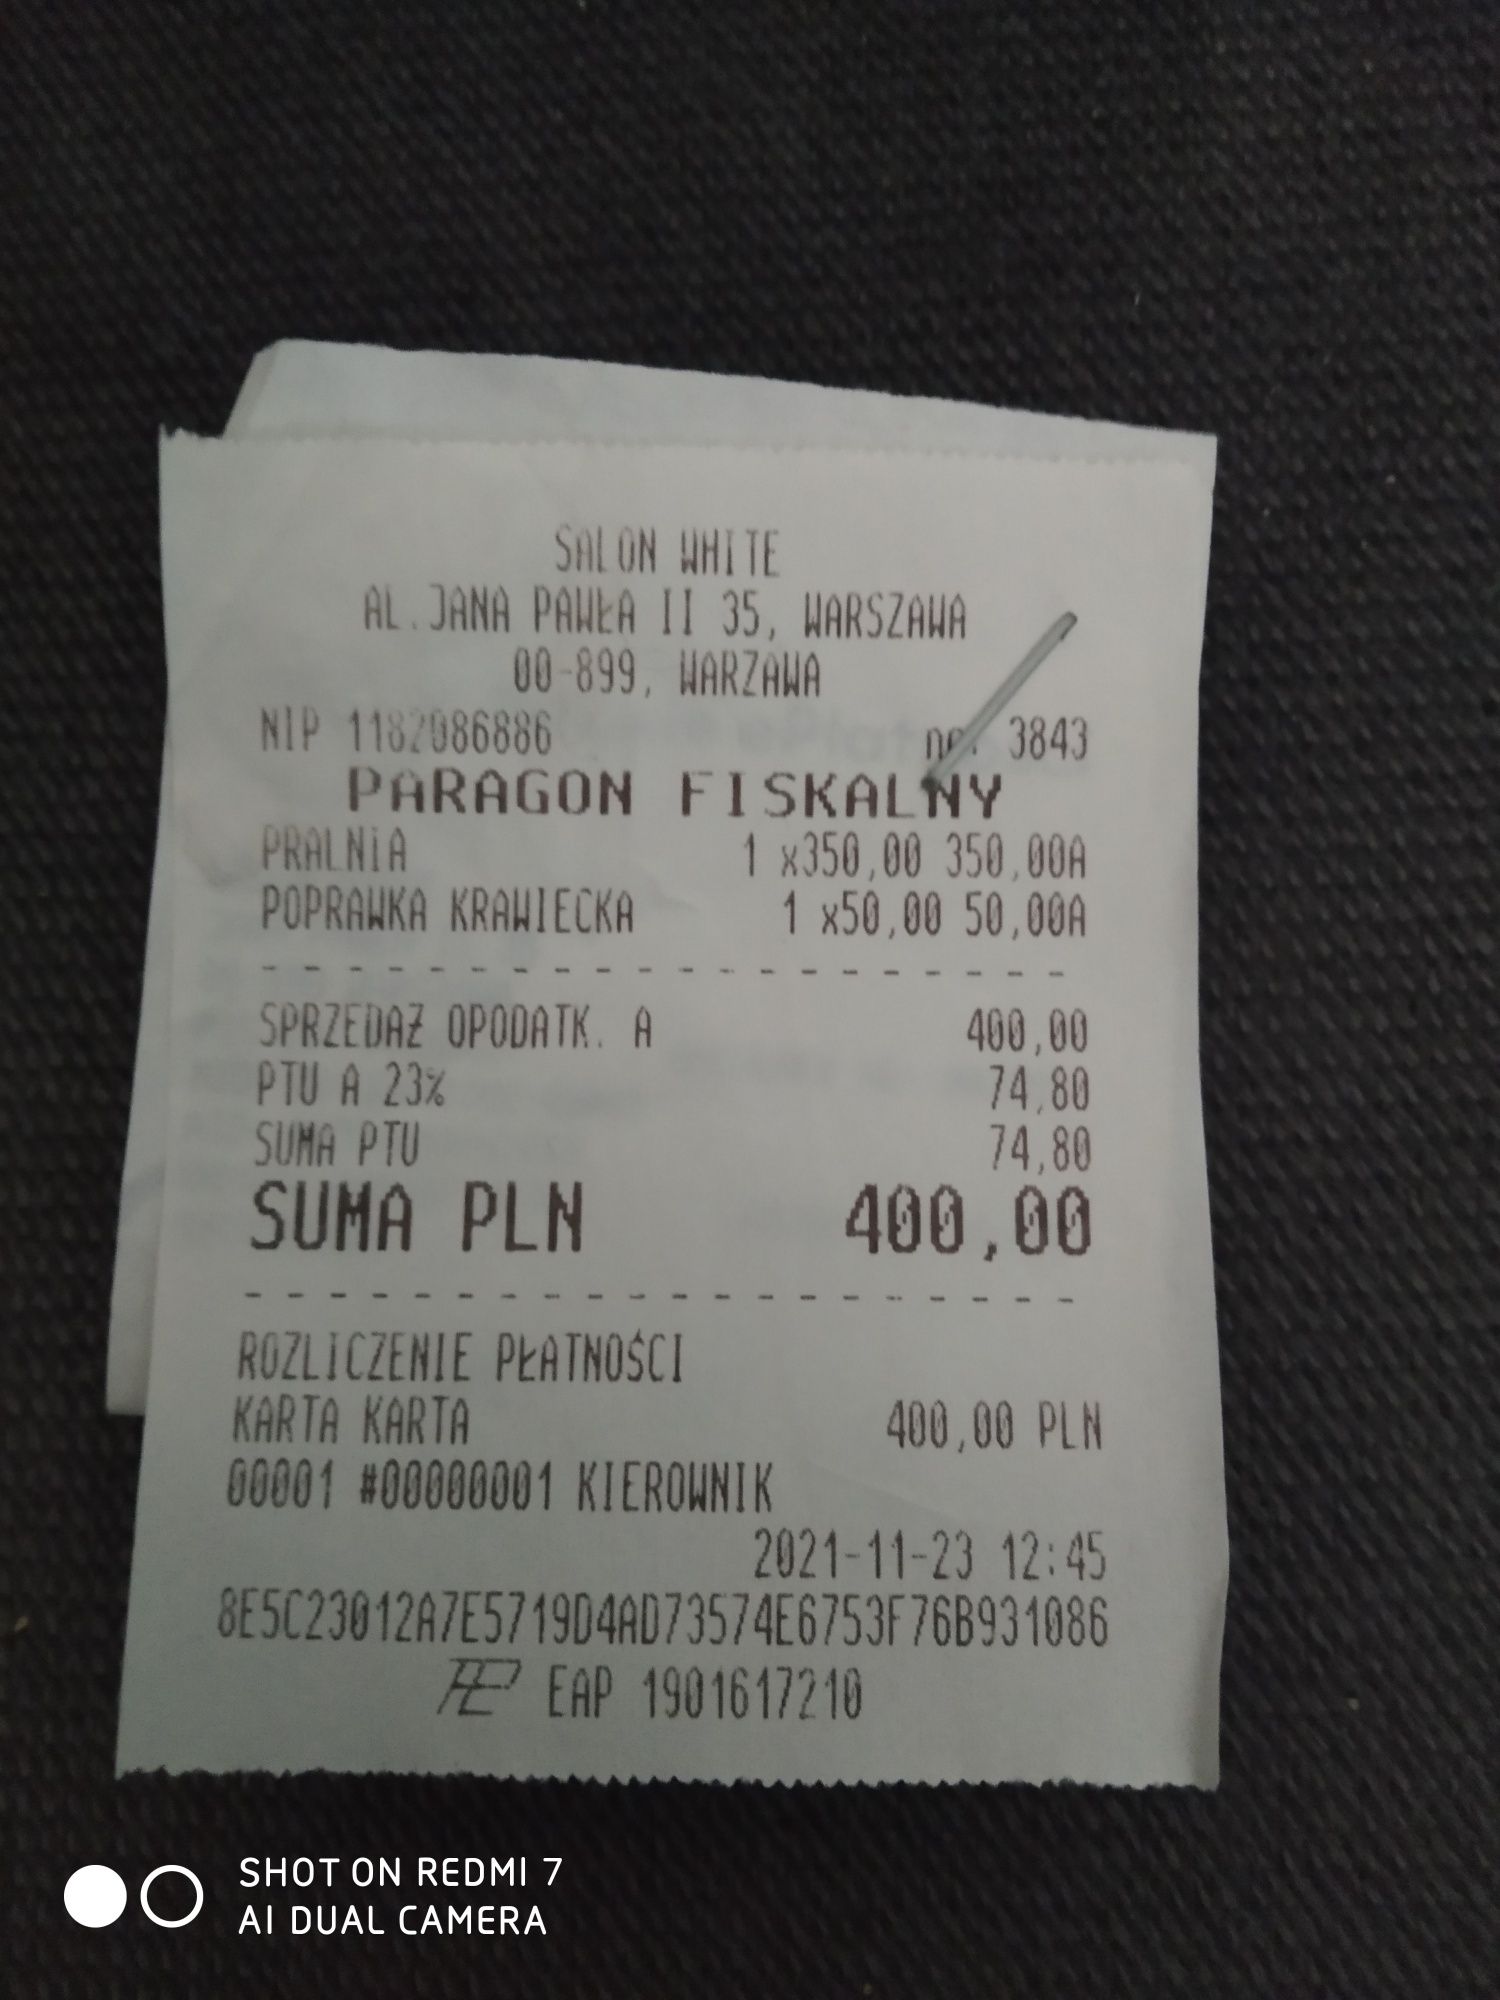 SALON WHITE
AL.JANA PAWŁA II 35, WARSZAWA
00-899, WARZAWA
NIP 1182086886 3843
PARAGON FISKALNY
PRALNiA 1 x350,00 350,00A
POPRAWKA KRAWIECKA 1 x50,00 50,00A
SPRZEDAŻ OPODATK. A 400,00
PTU A 23% 74,80
SUMA PTU 74,80
SUMA PLN 400,00
ROZLICZENIE PŁATNOŚCI
KARTA KARTA 400,00 PLN
00001 #00000001 KIEROWNIK
2021-11-23 12:45
8E5C23012A7E5719D4AD73574E6753F76B931086
EAP 1901617210
SHOT ON REDMI 7
AI DUAL CAMERA